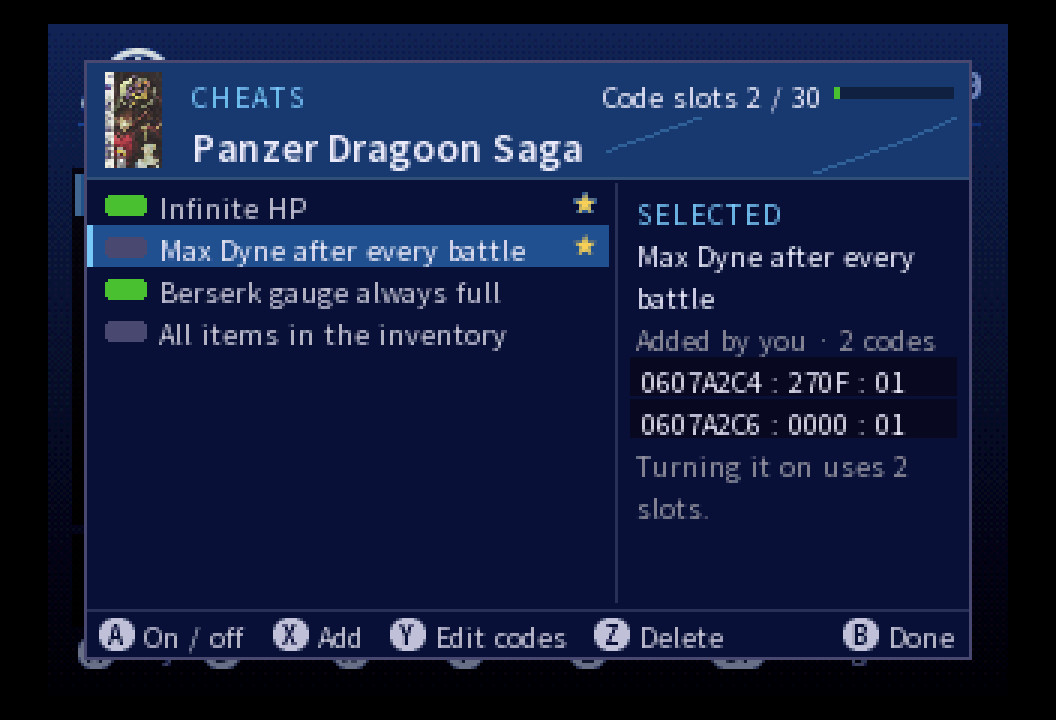 CHEATS
Code slots 2 / 30
Panzer Dragoon Saga
Infinite HP
Max Dyne after every battle
Berserk gauge always full
All items in the inventory
SELECTED
Max Dyne after every
battle
Added by you · 2 codes
0607A2C4 : 270F : 01
0607A2C6 : 0000 : 01
Turning it on uses 2
slots.
A On / off X Add Y Edit codes Z Delete B Done